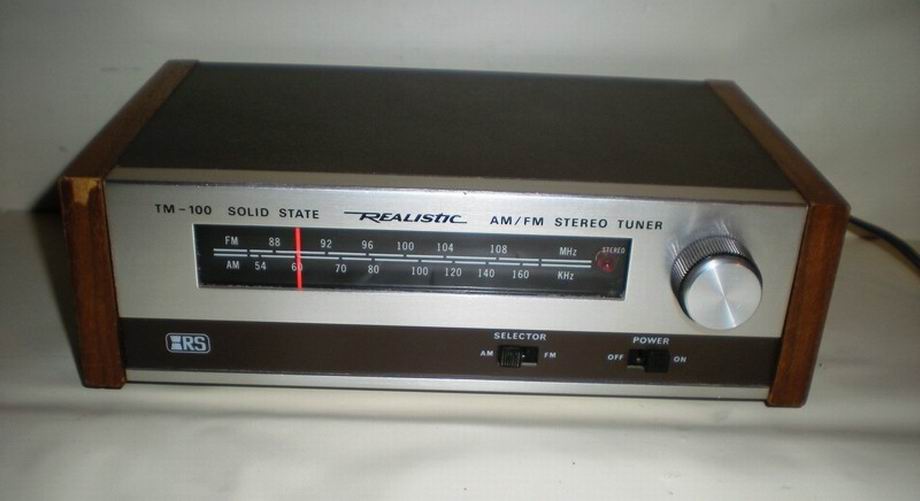 TM-100 SOLID STATE REALISTIC AM/FM STEREO TUNER
FM 88 92 96 100 104 108 MHz STEREO
AM 54 60 70 80 100 120 140 160 KHz
RS
SELECTOR
AM FM
POWER
OFF ON